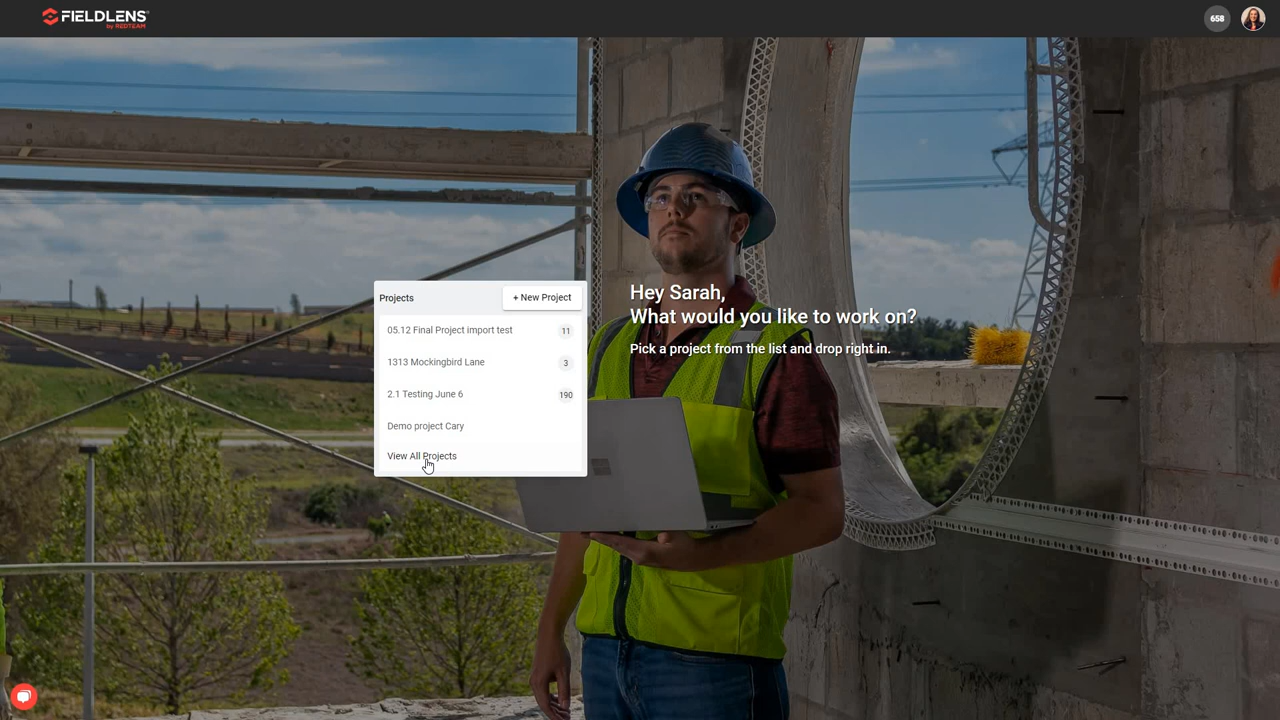 FIELDLENS
by REDTEAM
658
Projects
+ New Project
05.12 Final Project import test 11
1313 Mockingbird Lane 3
2.1 Testing June 6 190
Demo project Cary
View All Projects
Hey Sarah,
What would you like to work on?
Pick a project from the list and drop right in.